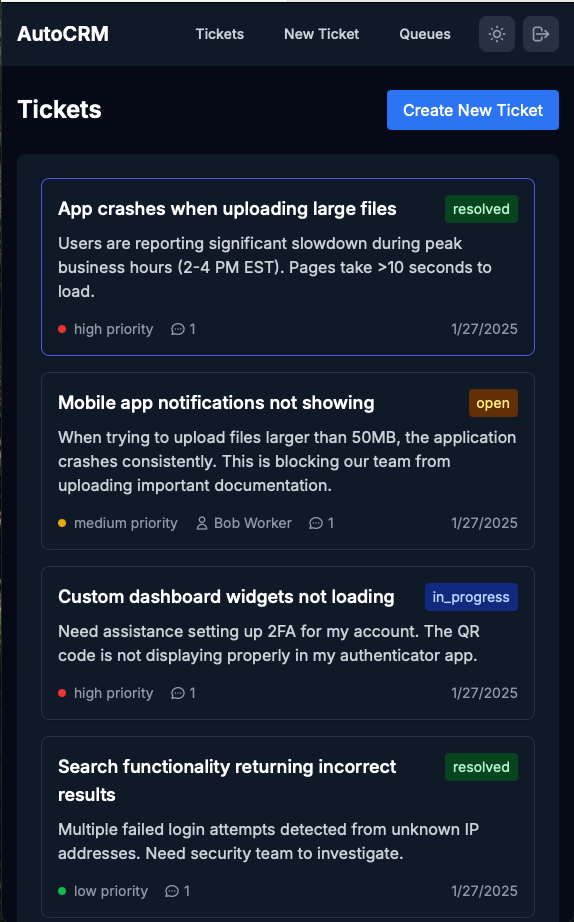 AutoCRM
Tickets New Ticket Queues
Tickets
Create New Ticket
App crashes when uploading large files
resolved
Users are reporting significant slowdown during peak
business hours (2-4 PM EST). Pages take >10 seconds to
load.
high priority 1 1/27/2025
Mobile app notifications not showing
open
When trying to upload files larger than 50MB, the application
crashes consistently. This is blocking our team from
uploading important documentation.
medium priority Bob Worker 1 1/27/2025
Custom dashboard widgets not loading
in_progress
Need assistance setting up 2FA for my account. The QR
code is not displaying properly in my authenticator app.
high priority 1 1/27/2025
Search functionality returning incorrect
results
resolved
Multiple failed login attempts detected from unknown IP
addresses. Need security team to investigate.
low priority 1 1/27/2025